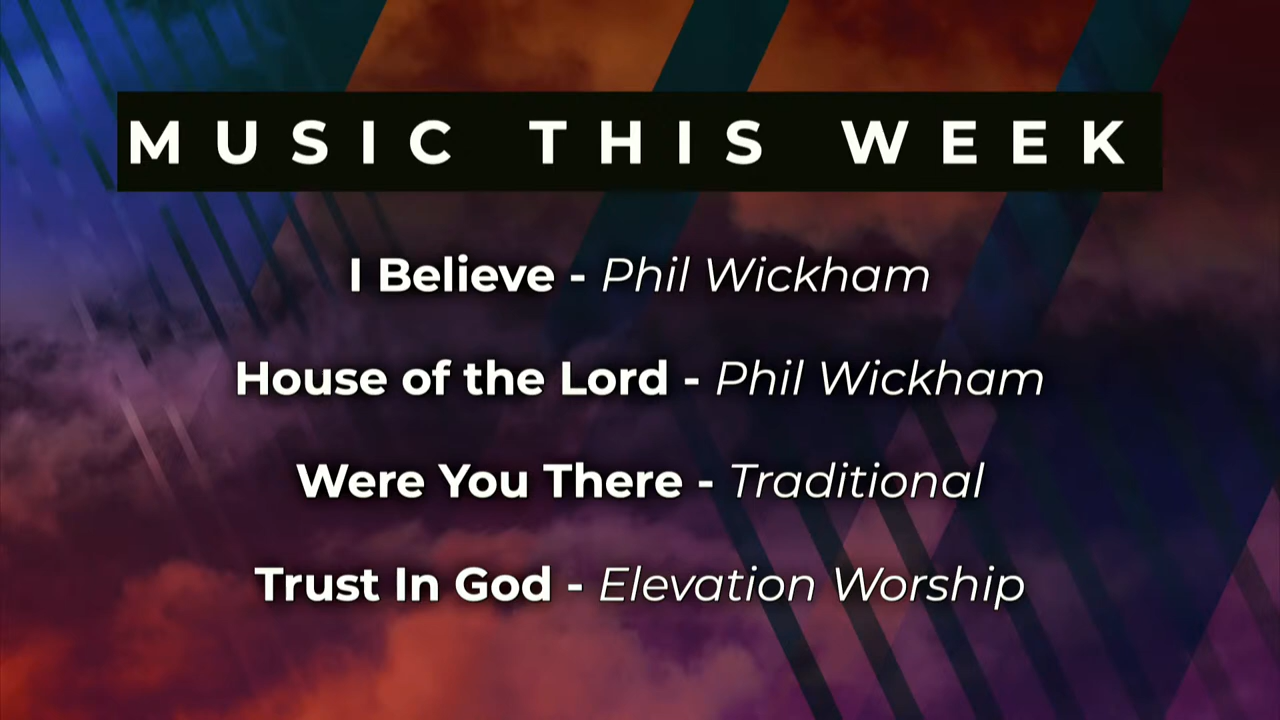 MUSIC THIS WEEK
I Believe - Phil Wickham
House of the Lord - Phil Wickham
Were You There - Traditional
Trust In God - Elevation Worship